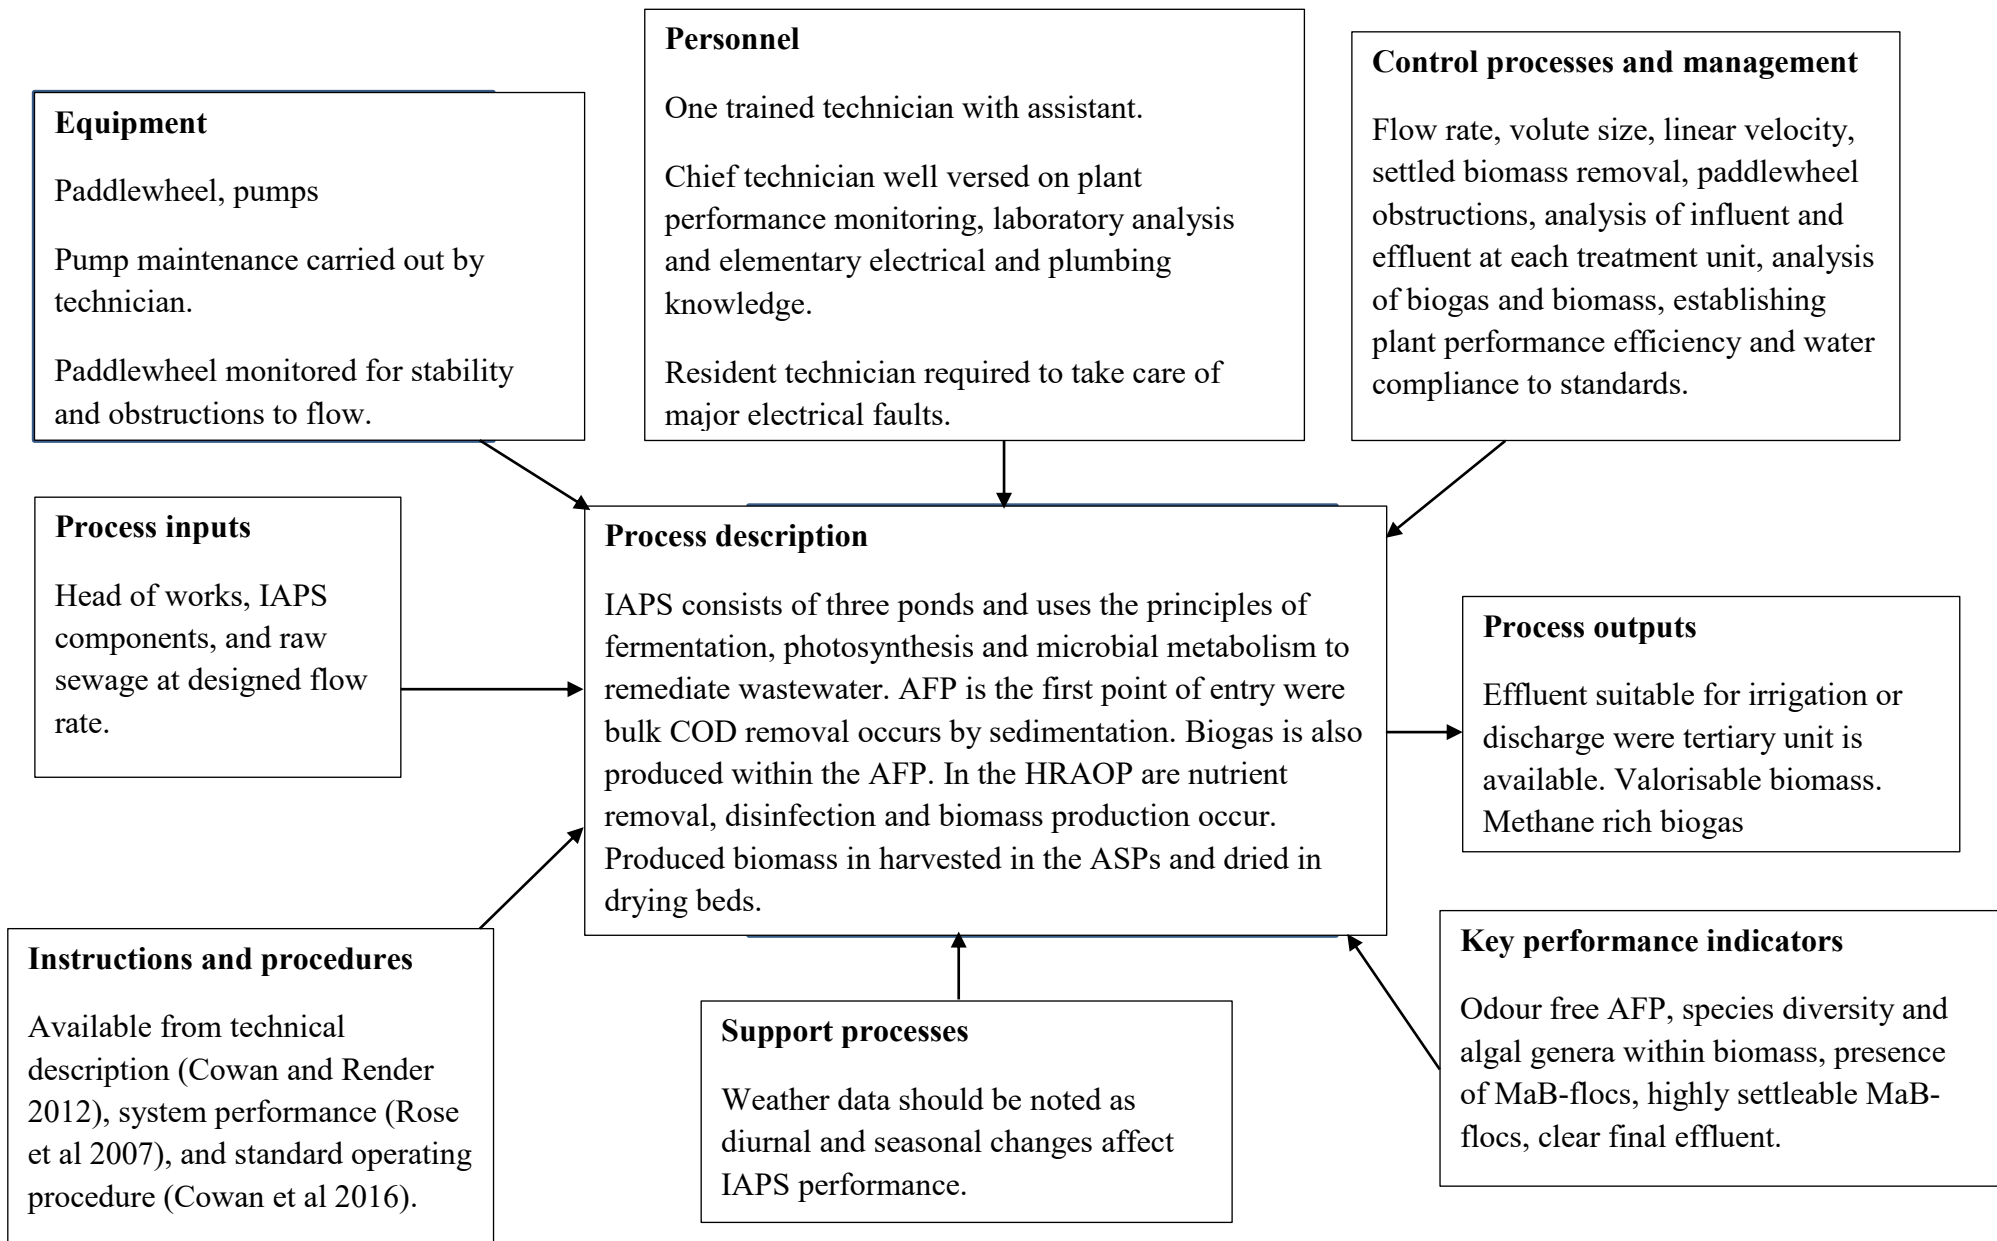 Personnel
One trained technician with assistant.
Chief technician well versed on plant
performance monitoring, laboratory analysis
and elementary electrical and plumbing
knowledge.
Resident technician required to take care of
major electrical faults.
Control processes and management
Flow rate, volute size, linear velocity,
settled biomass removal, paddlewheel
obstructions, analysis of influent and
effluent at each treatment unit, analysis
of biogas and biomass, establishing
plant performance efficiency and water
compliance to standards.
Equipment
Paddlewheel, pumps
Pump maintenance carried out by
technician.
Paddlewheel monitored for stability
and obstructions to flow.
Process inputs
Head of works, IAPS
components, and raw
sewage at designed flow
rate.
Process description
IAPS consists of three ponds and uses the principles of
fermentation, photosynthesis and microbial metabolism to
remediate wastewater. AFP is the first point of entry were
bulk COD removal occurs by sedimentation. Biogas is also
produced within the AFP. In the HRAOP are nutrient
removal, disinfection and biomass production occur.
Produced biomass in harvested in the ASPs and dried in
drying beds.
Process outputs
Effluent suitable for irrigation or
discharge were tertiary unit is
available. Valorisable biomass.
Methane rich biogas
Instructions and procedures
Available from technical
description (Cowan and Render
2012), system performance (Rose
et al 2007), and standard operating
procedure (Cowan et al 2016).
Support processes
Weather data should be noted as
diurnal and seasonal changes affect
IAPS performance.
Key performance indicators
Odour free AFP, species diversity and
algal genera within biomass, presence
of MaB-flocs, highly settleable MaB-
flocs, clear final effluent.